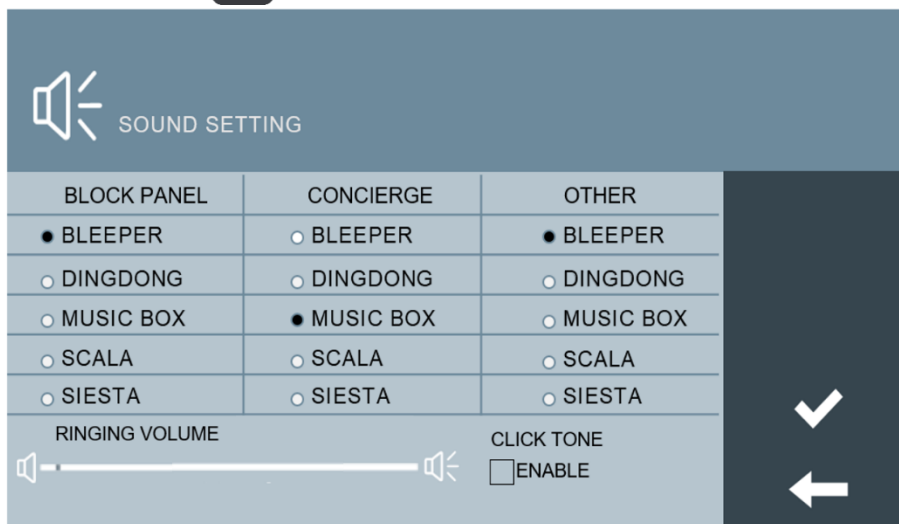 SOUND SETTING
BLOCK PANEL CONCIERGE OTHER
BLEEPER BLEEPER BLEEPER
DINGDONG DINGDONG DINGDONG
MUSIC BOX MUSIC BOX MUSIC BOX
SCALA SCALA SCALA
SIESTA SIESTA SIESTA
RINGING VOLUME CLICK TONE
ENABLE